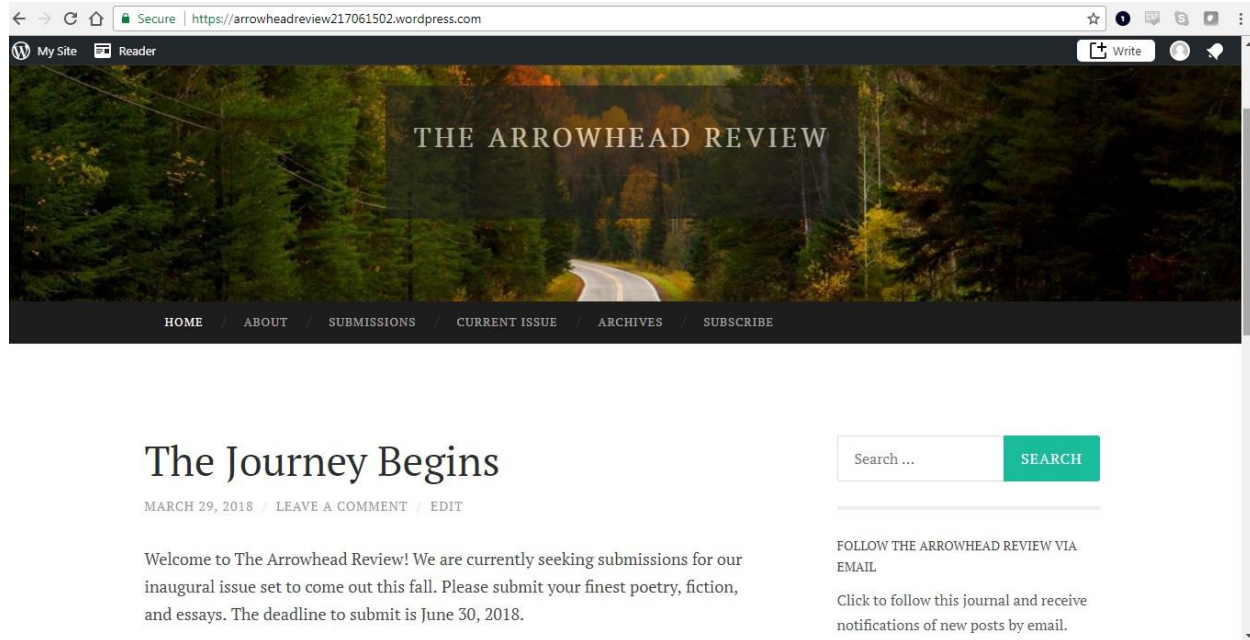 Secure | https://arrowheadreview217061502.wordpress.com
My Site Reader Write
THE ARROWHEAD REVIEW
HOME / ABOUT / SUBMISSIONS / CURRENT ISSUE / ARCHIVES / SUBSCRIBE
The Journey Begins
MARCH 29, 2018 / LEAVE A COMMENT / EDIT
Welcome to The Arrowhead Review! We are currently seeking submissions for our
inaugural issue set to come out this fall. Please submit your finest poetry, fiction,
and essays. The deadline to submit is June 30, 2018.
Search ... SEARCH
FOLLOW THE ARROWHEAD REVIEW VIA
EMAIL
Click to follow this journal and receive
notifications of new posts by email.